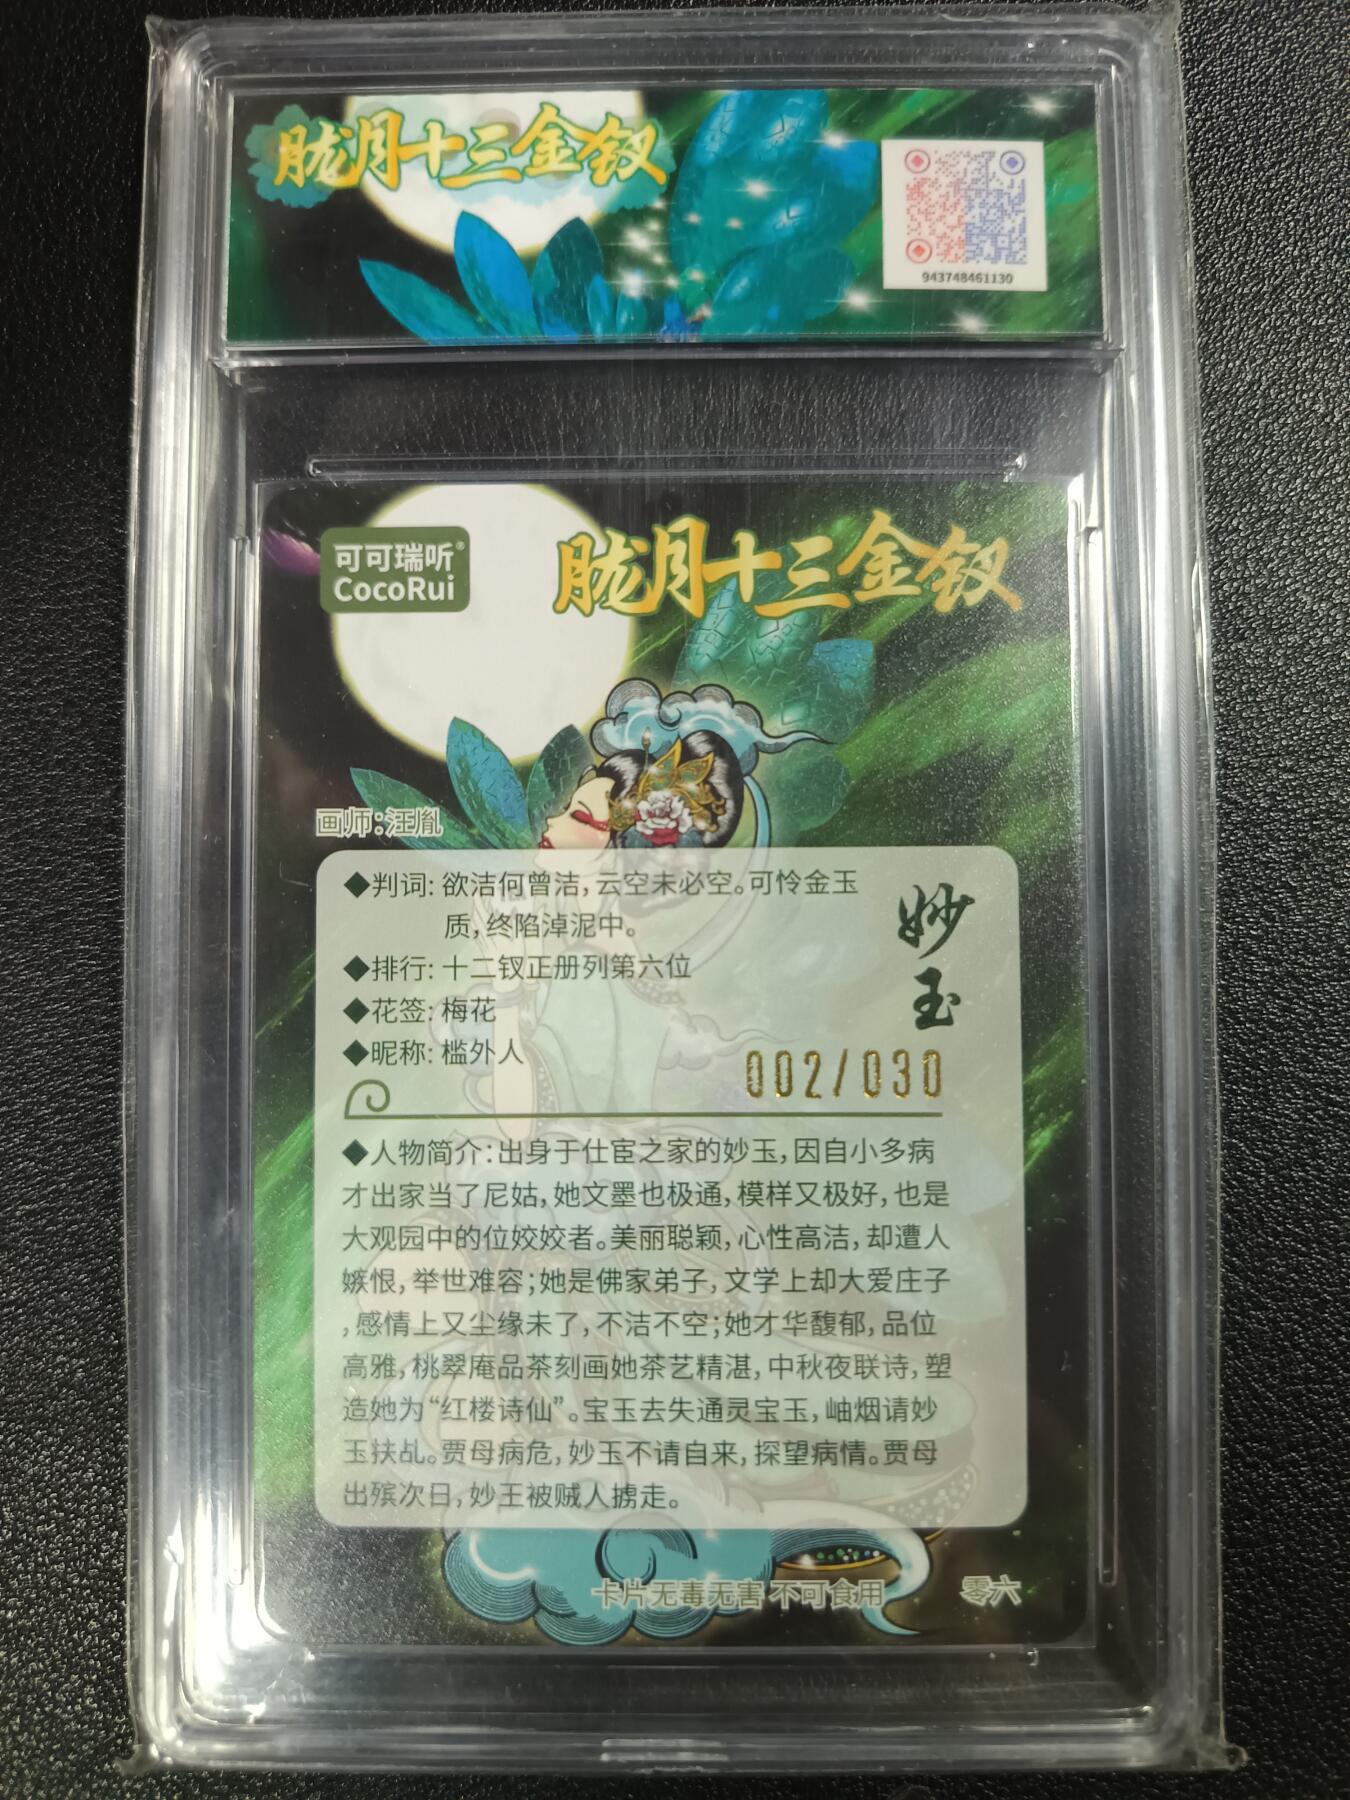 胧月十三金钗
943748461130
可可瑞听®
CocoRui
胧月十三金钗
画师:汪胤
◆判词:欲洁何曾洁,云空未必空。可怜金玉
质,终陷淖泥中。
◆排行:十二钗正册列第六位
◆花签:梅花
◆昵称:槛外人
妙玉
002/030
◆人物简介:出身于仕宦之家的妙玉,因自小多病
才出家当了尼姑,她文墨也极通,模样又极好,也是
大观园中的位姣姣者。美丽聪颖,心性高洁,却遭人
嫉恨,举世难容;她是佛家弟子,文学上却大爱庄子
,感情上又尘缘未了,不洁不空;她才华馥郁,品位
高雅,桃翠庵品茶刻画她茶艺精湛,中秋夜联诗,塑
造她为“红楼诗仙”。宝玉去失通灵宝玉,岫烟请妙
玉扶乩。贾母病危,妙玉不请自来,探望病情。贾母
出殡次日,妙王被贼人掳走。
卡片无毒无害 不可食用
零六